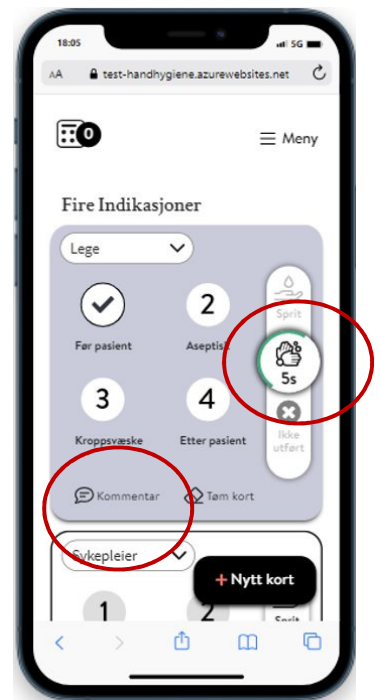 18:05
5G
AA test-handhygiene.azurewebsites.net
0
Meny
Fire Indikasjoner
Lege
2
Sprit
Før pasient
Aseptisk
5s
3
4
Kroppsvæske
Etter pasient
Ikke
utført
Kommentar
Tøm kort
Sykepleier
+ Nytt kort
1
2
Sprit